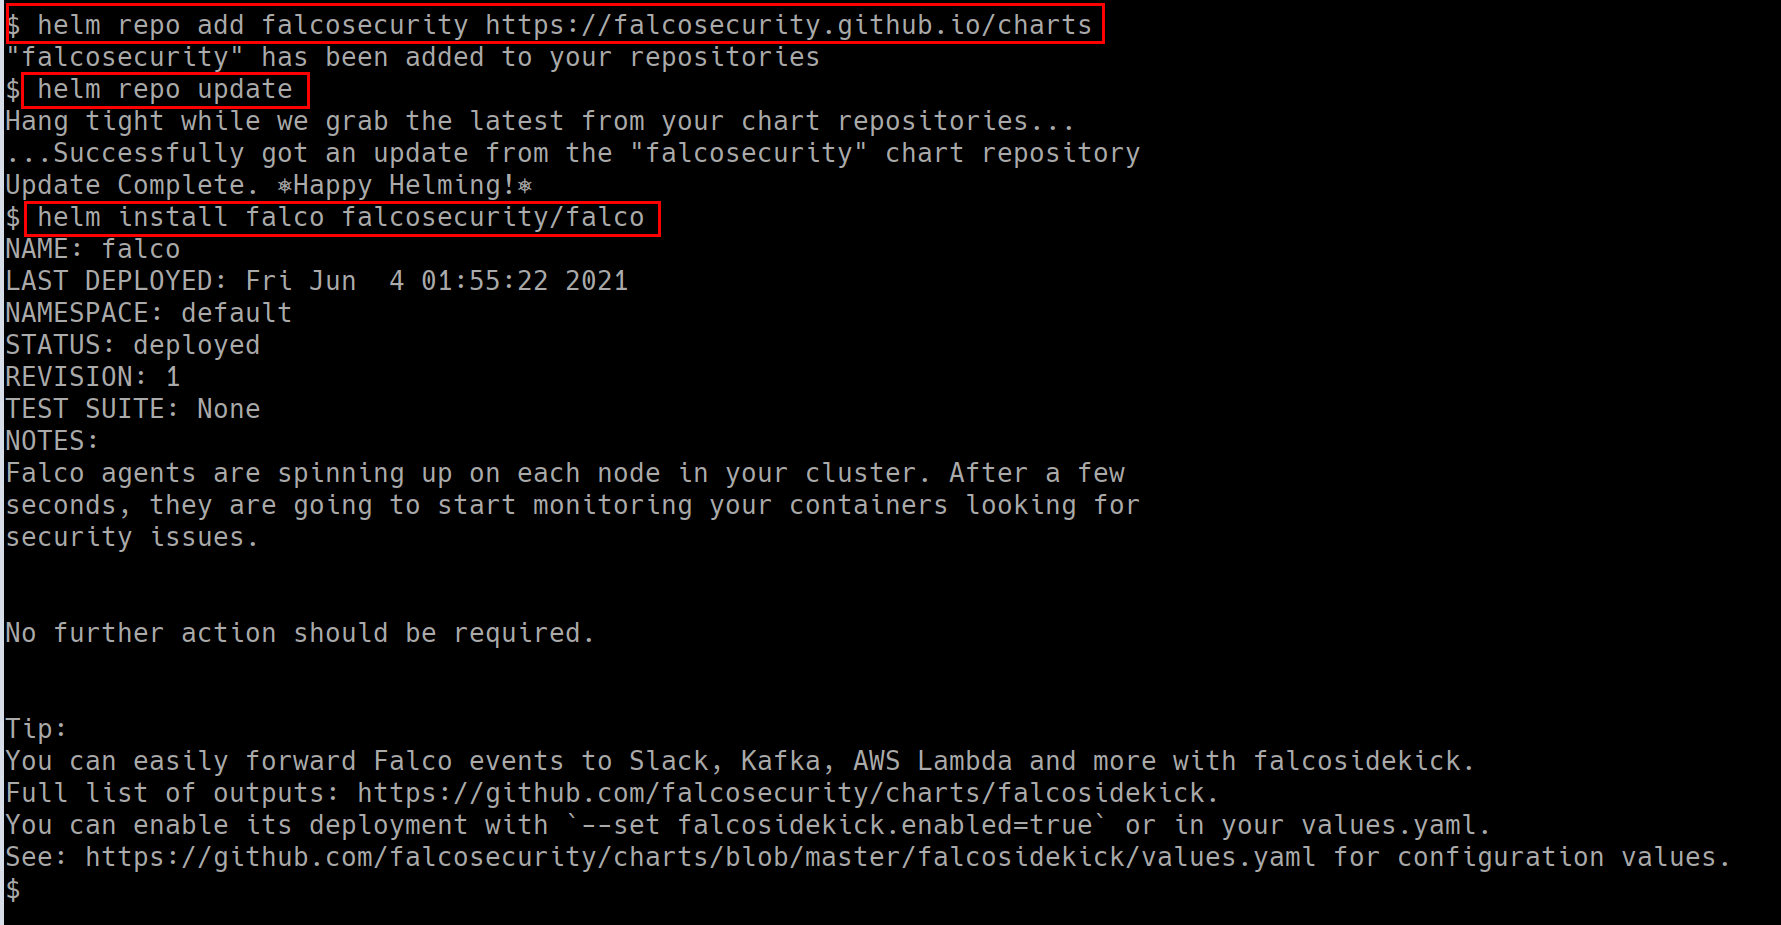 $ helm repo add falcosecurity https://falcosecurity.github.io/charts
"falcosecurity" has been added to your repositories
$ helm repo update
Hang tight while we grab the latest from your chart repositories...
...Successfully got an update from the "falcosecurity" chart repository
Update Complete. ⎈Happy Helming!⎈
$ helm install falco falcosecurity/falco
NAME: falco
LAST DEPLOYED: Fri Jun  4 01:55:22 2021
NAMESPACE: default
STATUS: deployed
REVISION: 1
TEST SUITE: None
NOTES:
Falco agents are spinning up on each node in your cluster. After a few
seconds, they are going to start monitoring your containers looking for
security issues.
No further action should be required.
Tip:
You can easily forward Falco events to Slack, Kafka, AWS Lambda and more with falcosidekick.
Full list of outputs: https://github.com/falcosecurity/charts/falcosidekick.
You can enable its deployment with `--set falcosidekick.enabled=true` or in your values.yaml.
See: https://github.com/falcosecurity/charts/blob/master/falcosidekick/values.yaml for configuration values.
$